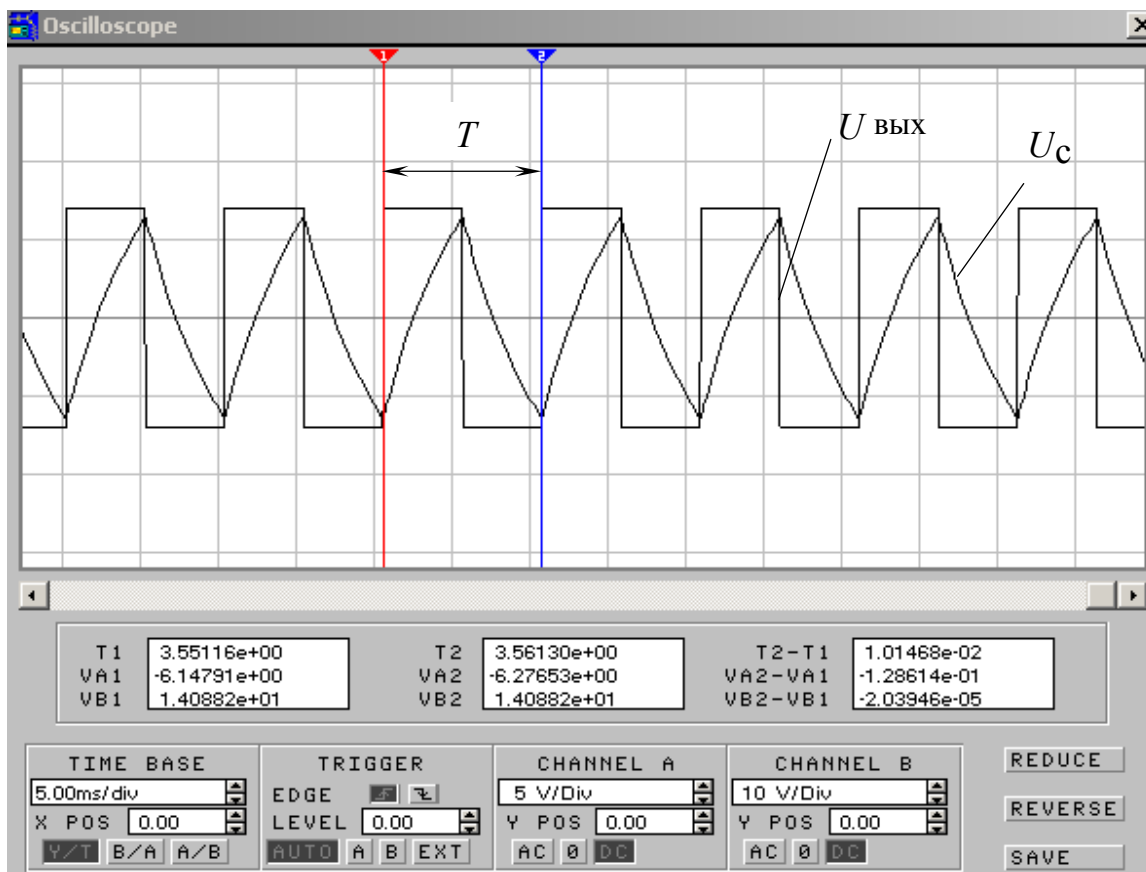 Oscilloscope
1 2
T
U вых
Uс
T1 3.55116e+00 T2 3.56130e+00 T2-T1 1.01468e-02
VA1 -6.14791e+00 VA2 -6.27653e+00 VA2-VA1 -1.28614e-01
VB1 1.40882e+01 VB2 1.40882e+01 VB2-VB1 -2.03946e-05
TIME BASE TRIGGER CHANNEL A CHANNEL B REDUCE
5.00ms/div EDGE 5 V/Div 10 V/Div
X POS 0.00 LEVEL 0.00 Y POS 0.00 Y POS 0.00 REVERSE
Y/T B/A A/B AUTO A B EXT AC 0 DC AC 0 DC SAVE